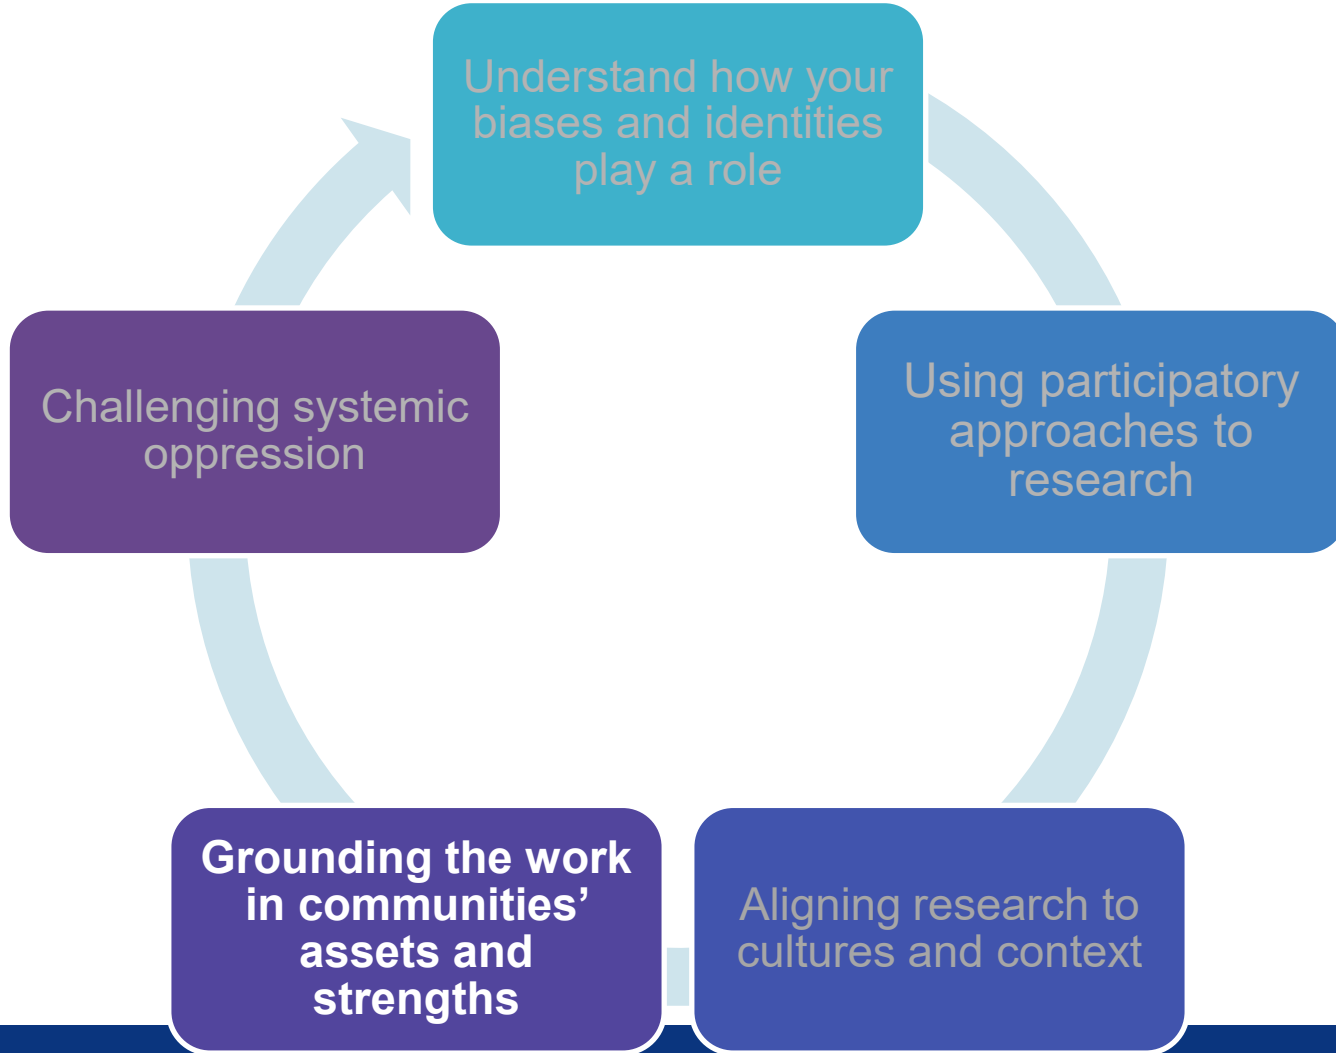 Understand how your
biases and identities
play a role
Using participatory
approaches to
research
Aligning research to
cultures and context
Grounding the work
in communities’
assets and
strengths
Challenging systemic
oppression